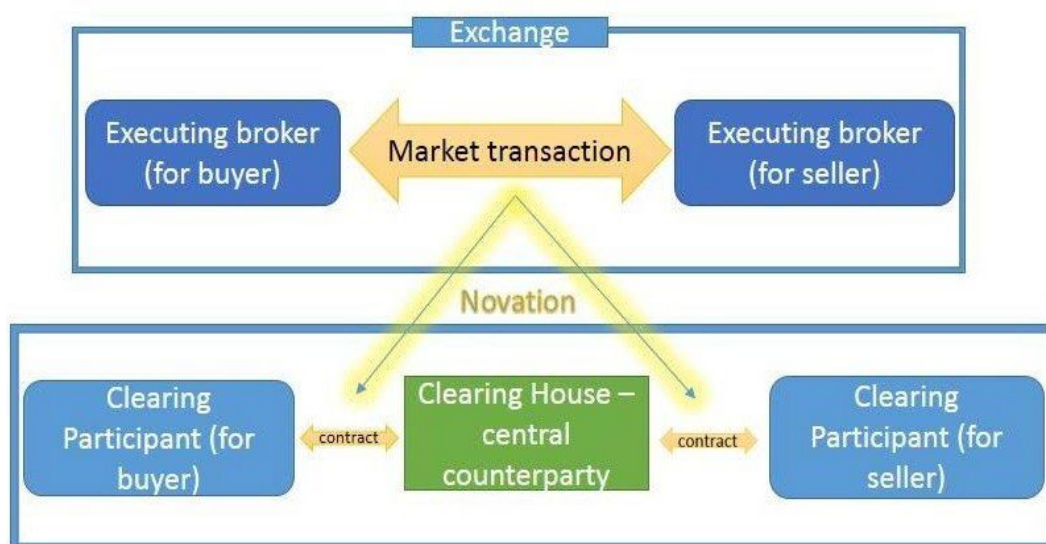 Exchange
Executing broker
(for buyer)
Market transaction
Executing broker
(for seller)
Novation
Clearing
Participant (for
buyer)
contract
Clearing House –
central
counterparty
contract
Clearing
Participant (for
seller)